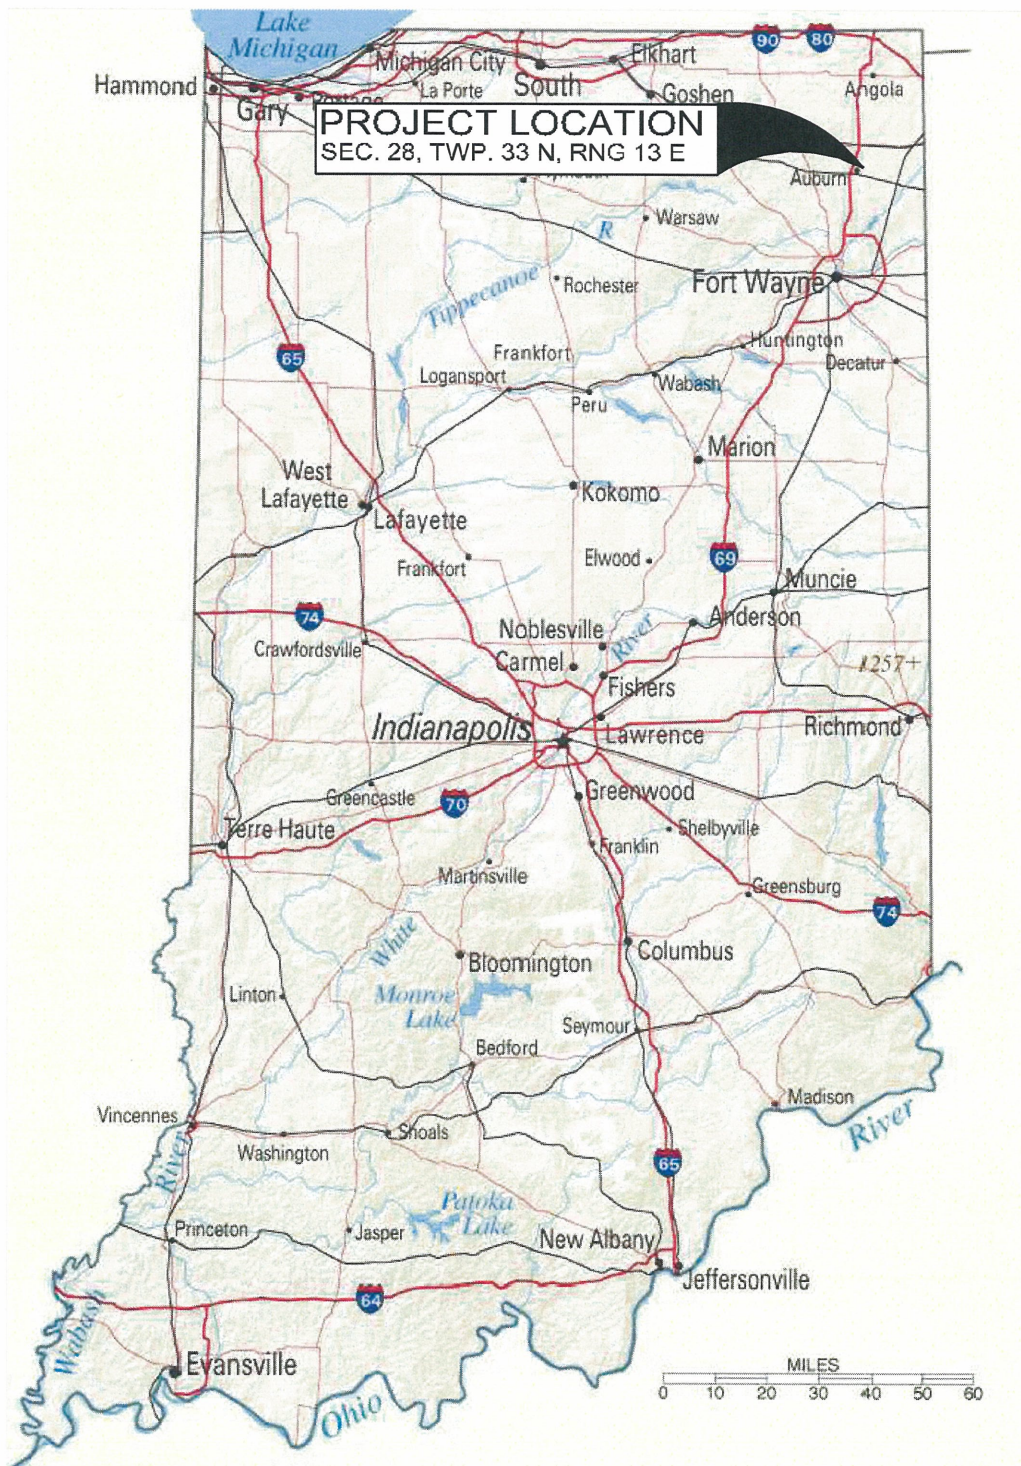 Lake
Michigan
90
80
Michigan City
Elkhart
Hammond
La Porte
South
Goshen
Angola
Gary
Portage
PROJECT LOCATION
SEC. 28, TWP. 33 N, RNG 13 E
Auburn
Warsaw
R
Tippecanoe
Rochester
Fort Wayne
65
Frankfort
Huntington
Decatur
Logansport
Wabash
Peru
Marion
West
Lafayette
Kokomo
Lafayette
Frankfort
Elwood
69
Muncie
74
Noblesville
River
Anderson
Crawfordsville
Carmel
1257+
Fishers
Indianapolis
Lawrence
Richmond
Greencastle
70
Greenwood
Terre Haute
Shelbyville
Franklin
Martinsville
Greensburg
74
White
Columbus
Bloomington
Linton
Monroe
Lake
Seymour
Bedford
Madison
Vincennes
River
Shoals
Washington
River
65
Patoka
Lake
Princeton
Jasper
New Albany
Jeffersonville
64
Wabash
Evansville
Ohio
MILES
0 10 20 30 40 50 60